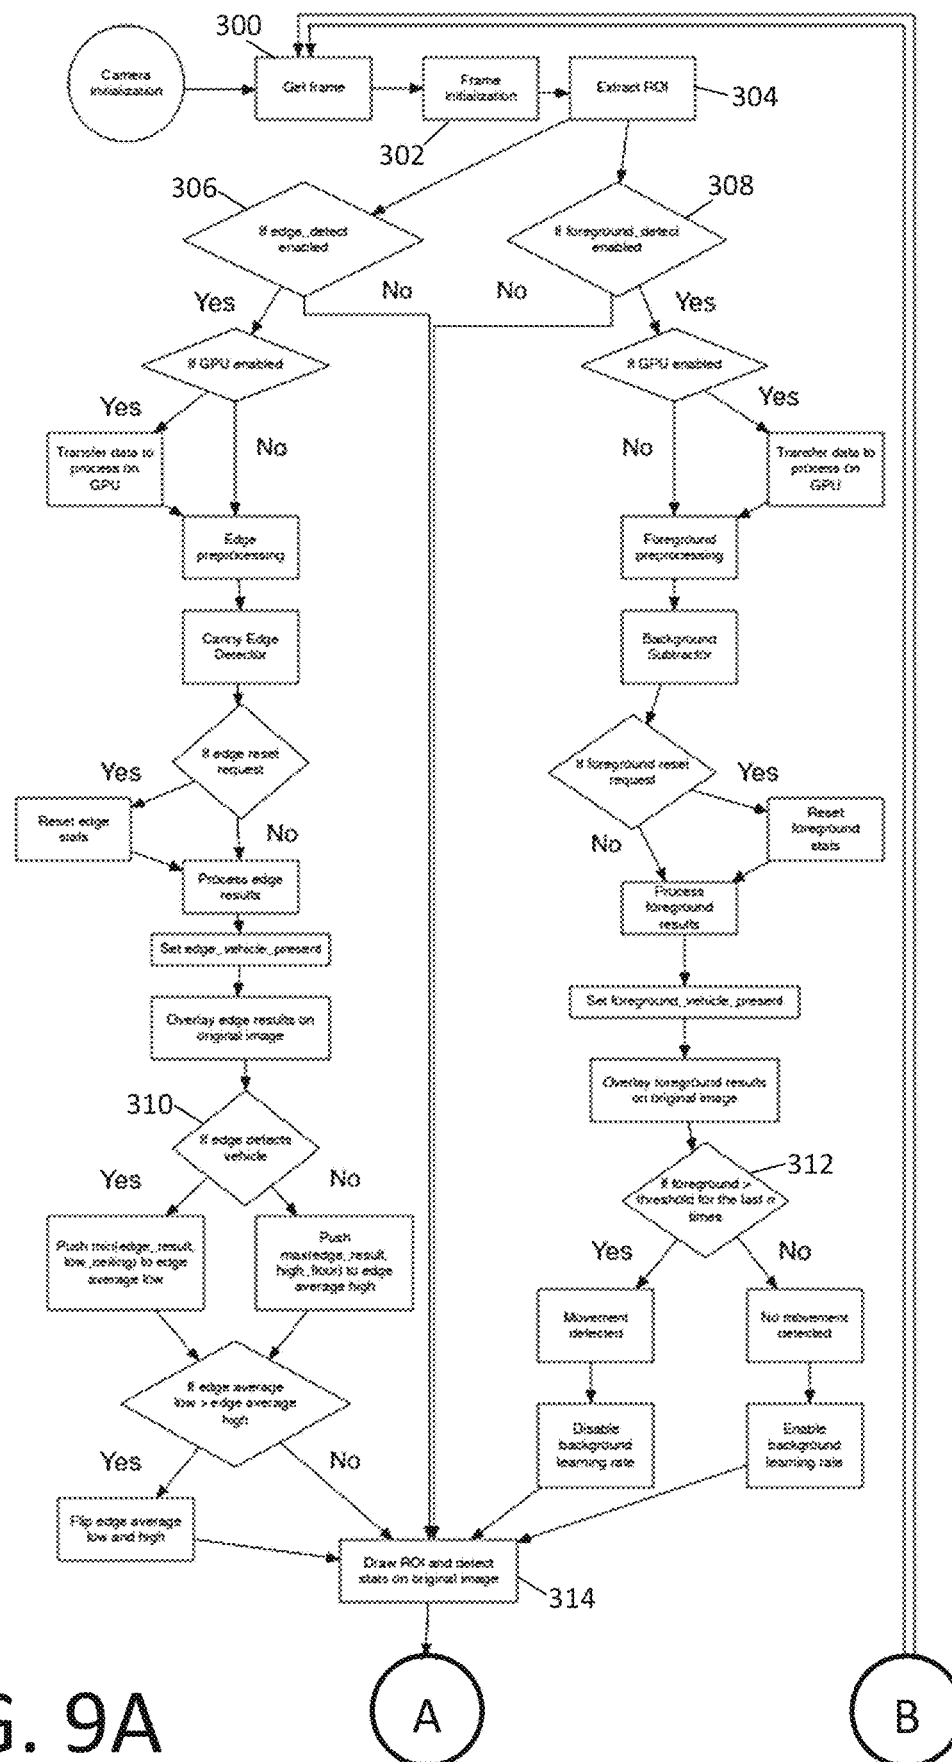 300
Camera
initialization
Get frame
Frame
initialization
Extract ROI
304
302
306
308
If edge_detect
enabled
If foreground_detect
enabled
No
No
Yes
Yes
If GPU enabled
If GPU enabled
Yes
Yes
Transfer data to
process on
GPU
No
No
Transfer data to
process on
GPU
Edge
preprocessing
Foreground
preprocessing
Canny Edge
Detector
Background
Subtractor
If edge reset
request
If foreground reset
request
Yes
Yes
Reset edge
stats
No
No
Reset
foreground
stats
Process edge
results
Process
foreground
results
Set edge_vehicle_present
Set foreground_vehicle_present
Overlay edge results on
original image
Overlay foreground results
on original image
310
If edge detects
vehicle
312
If foreground >
threshold for the last n
times
Yes
No
Push min(edge_result,
low_ceiling) to edge
average low
Push
max(edge_result,
high_floor) to edge
average high
Yes
No
Movement
detected
No movement
detected
If edge average
low > edge average
high
Disable
background
learning rate
Enable
background
learning rate
Yes
No
Flip edge average
low and high
Draw ROI and detect
stats on original image
314
A
B
G. 9A